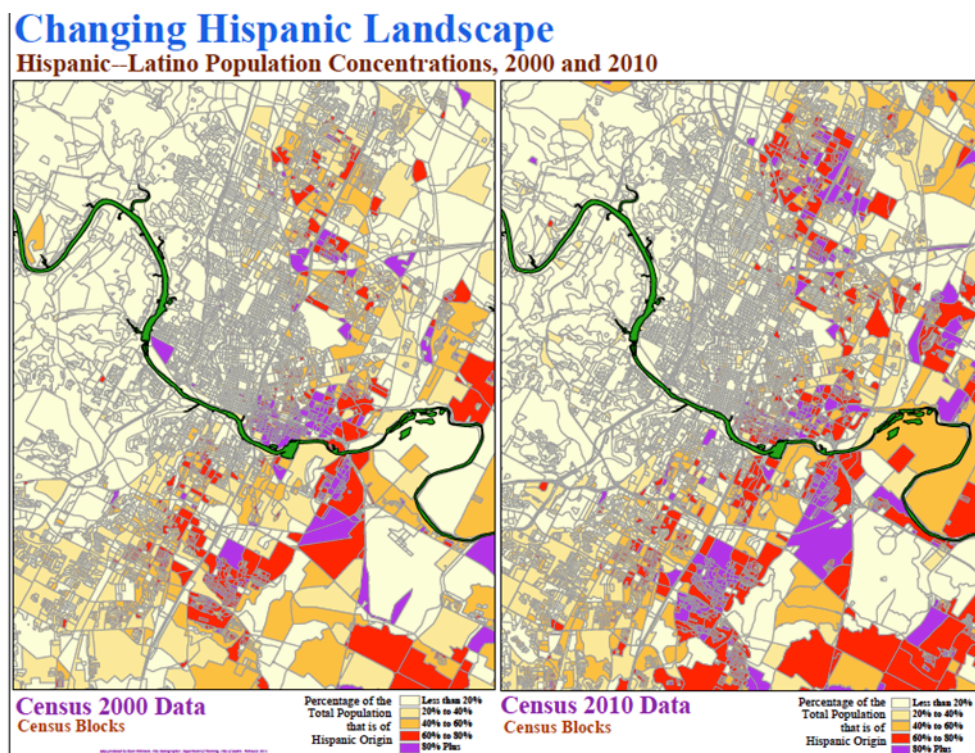 Changing Hispanic Landscape
Hispanic--Latino Population Concentrations, 2000 and 2010
Census 2000 Data
Census Blocks
Percentage of the
Total Population
that is of
Hispanic Origin
Less than 20%
20% to 40%
40% to 60%
60% to 80%
80% Plus
Census 2010 Data
Census Blocks
Percentage of the
Total Population
that is of
Hispanic Origin
Less than 20%
20% to 40%
40% to 60%
60% to 80%
80% Plus